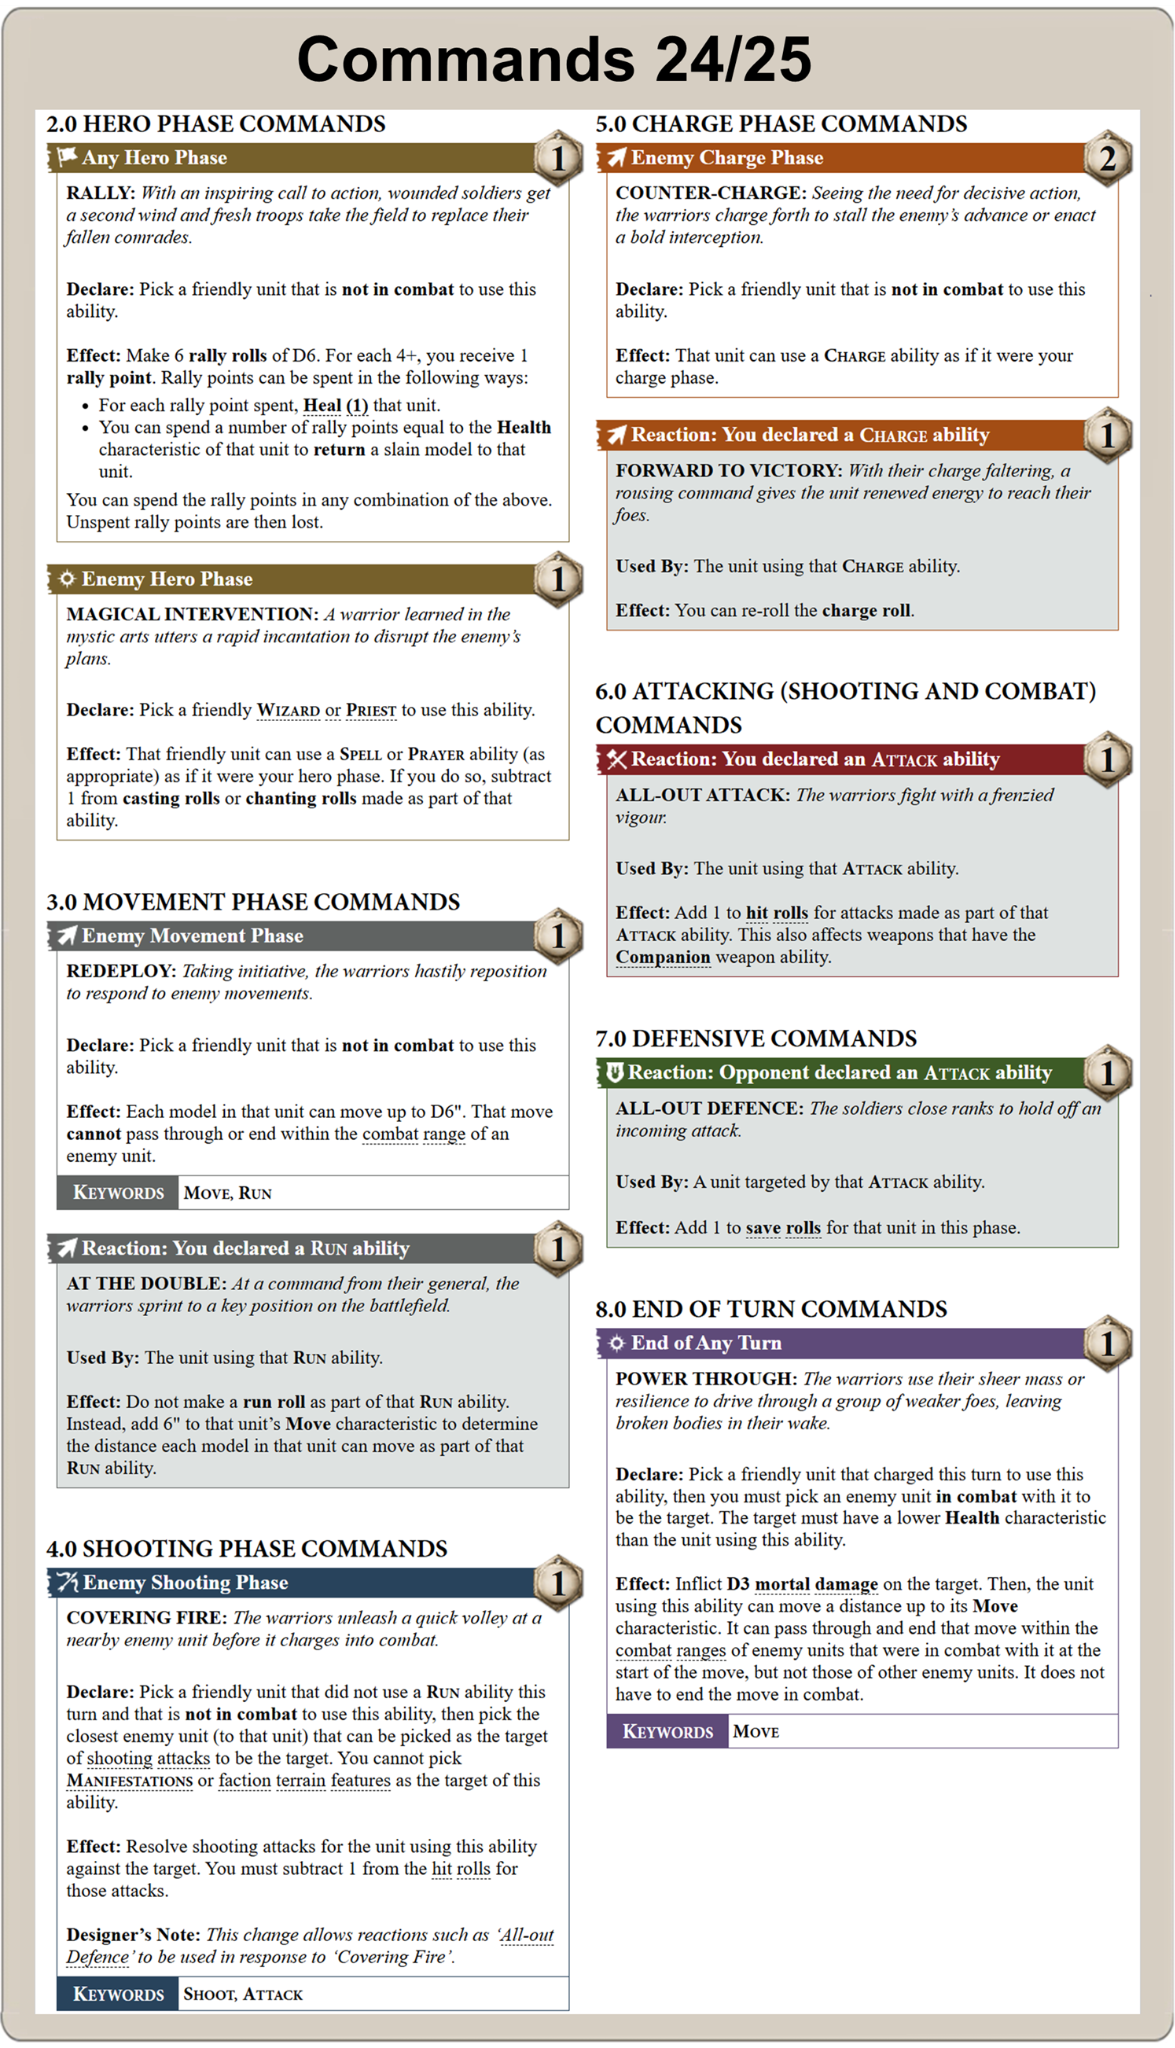 Commands 24/25
2.0 HERO PHASE COMMANDS
Any Hero Phase
1
RALLY: With an inspiring call to action, wounded soldiers get
a second wind and fresh troops take the field to replace their
fallen comrades.
Declare: Pick a friendly unit that is not in combat to use this
ability.
Effect: Make 6 rally rolls of D6. For each 4+, you receive 1
rally point. Rally points can be spent in the following ways:
• For each rally point spent, Heal (1) that unit.
• You can spend a number of rally points equal to the Health
characteristic of that unit to return a slain model to that
unit.
You can spend the rally points in any combination of the above.
Unspent rally points are then lost.
Enemy Hero Phase
1
MAGICAL INTERVENTION: A warrior learned in the
mystic arts utters a rapid incantation to disrupt the enemy's
plans.
Declare: Pick a friendly WIZARD or PRIEST to use this ability.
Effect: That friendly unit can use a SPELL or PRAYER ability (as
appropriate) as if it were your hero phase. If you do so, subtract
1 from casting rolls or chanting rolls made as part of that
ability.
3.0 MOVEMENT PHASE COMMANDS
Enemy Movement Phase
1
REDEPLOY: Taking initiative, the warriors hastily reposition
to respond to enemy movements.
Declare: Pick a friendly unit that is not in combat to use this
ability.
Effect: Each model in that unit can move up to D6". That move
cannot pass through or end within the combat range of an
enemy unit.
KEYWORDS MOVE, RUN
Reaction: You declared a RUN ability
1
AT THE DOUBLE: At a command from their general, the
warriors sprint to a key position on the battlefield.
Used By: The unit using that RUN ability.
Effect: Do not make a run roll as part of that RUN ability.
Instead, add 6" to that unit's Move characteristic to determine
the distance each model in that unit can move as part of that
RUN ability.
4.0 SHOOTING PHASE COMMANDS
Enemy Shooting Phase
1
COVERING FIRE: The warriors unleash a quick volley at a
nearby enemy unit before it charges into combat.
Declare: Pick a friendly unit that did not use a RUN ability this
turn and that is not in combat to use this ability, then pick the
closest enemy unit (to that unit) that can be picked as the target
of shooting attacks to be the target. You cannot pick
MANIFESTATIONS or faction terrain features as the target of this
ability.
Effect: Resolve shooting attacks for the unit using this ability
against the target. You must subtract 1 from the hit rolls for
those attacks.
Designer's Note: This change allows reactions such as 'All-out
Defence' to be used in response to 'Covering Fire'.
KEYWORDS SHOOT, ATTACK
5.0 CHARGE PHASE COMMANDS
Enemy Charge Phase
2
COUNTER-CHARGE: Seeing the need for decisive action,
the warriors charge forth to stall the enemy's advance or enact
a bold interception.
Declare: Pick a friendly unit that is not in combat to use this
ability.
Effect: That unit can use a CHARGE ability as if it were your
charge phase.
Reaction: You declared a CHARGE ability
1
FORWARD TO VICTORY: With their charge faltering, a
rousing command gives the unit renewed energy to reach their
foes.
Used By: The unit using that CHARGE ability.
Effect: You can re-roll the charge roll.
6.0 ATTACKING (SHOOTING AND COMBAT)
COMMANDS
Reaction: You declared an ATTACK ability
1
ALL-OUT ATTACK: The warriors fight with a frenzied
vigour.
Used By: The unit using that ATTACK ability.
Effect: Add 1 to hit rolls for attacks made as part of that
ATTACK ability. This also affects weapons that have the
Companion weapon ability.
7.0 DEFENSIVE COMMANDS
Reaction: Opponent declared an ATTACK ability
1
ALL-OUT DEFENCE: The soldiers close ranks to hold off an
incoming attack.
Used By: A unit targeted by that ATTACK ability.
Effect: Add 1 to save rolls for that unit in this phase.
8.0 END OF TURN COMMANDS
End of Any Turn
1
POWER THROUGH: The warriors use their sheer mass or
resilience to drive through a group of weaker foes, leaving
broken bodies in their wake.
Declare: Pick a friendly unit that charged this turn to use this
ability, then you must pick an enemy unit in combat with it to
be the target. The target must have a lower Health characteristic
than the unit using this ability.
Effect: Inflict D3 mortal damage on the target. Then, the unit
using this ability can move a distance up to its Move
characteristic. It can pass through and end that move within the
combat ranges of enemy units that were in combat with it at the
start of the move, but not those of other enemy units. It does not
have to end the move in combat.
KEYWORDS MOVE